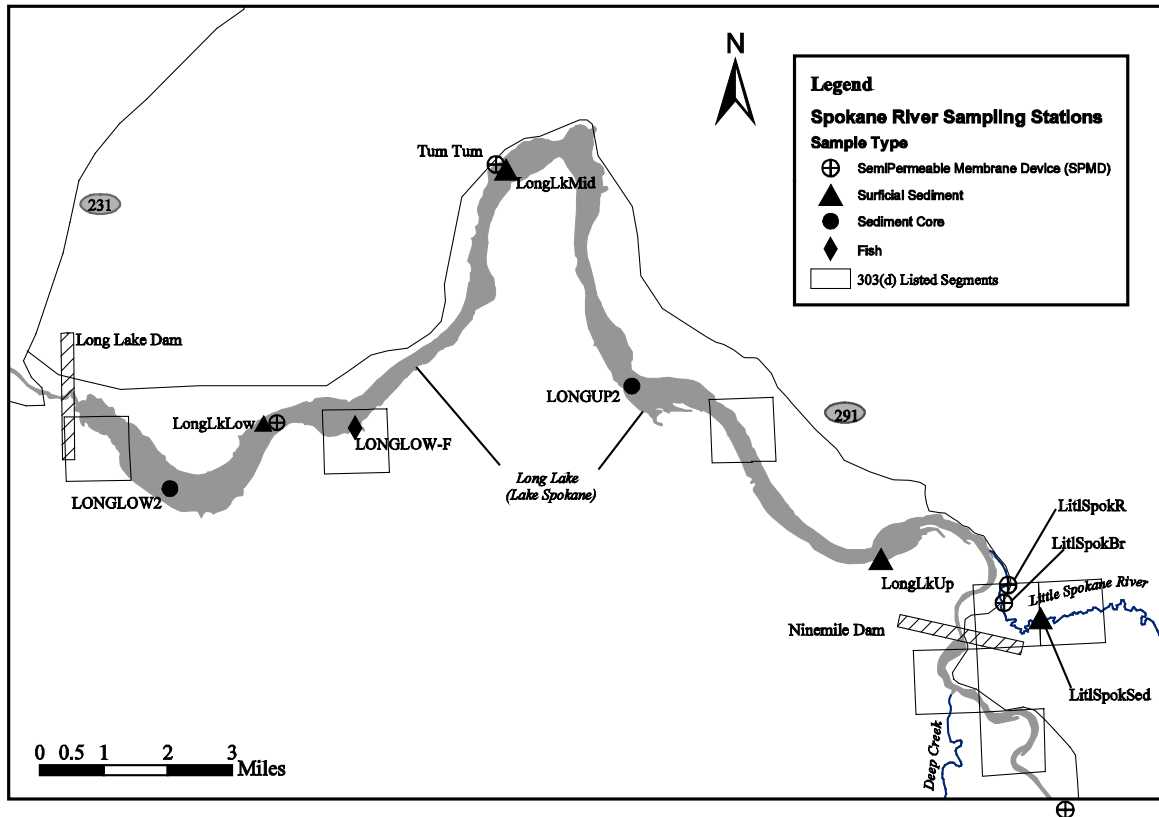 N
Legend
Spokane River Sampling Stations
Sample Type
SemiPermeable Membrane Device (SPMD)
Surficial Sediment
Sediment Core
Fish
303(d) Listed Segments
Tum Tum
LongLkMid
231
Long Lake Dam
LONGUP2
291
LongLkLow
LONGLOW-F
Long Lake
(Lake Spokane)
LONGLOW2
LitlSpokR
LitlSpokBr
LongLkUp
Little Spokane River
Ninemile Dam
LitlSpokSed
Deep Creek
0 0.5 1 2 3
Miles